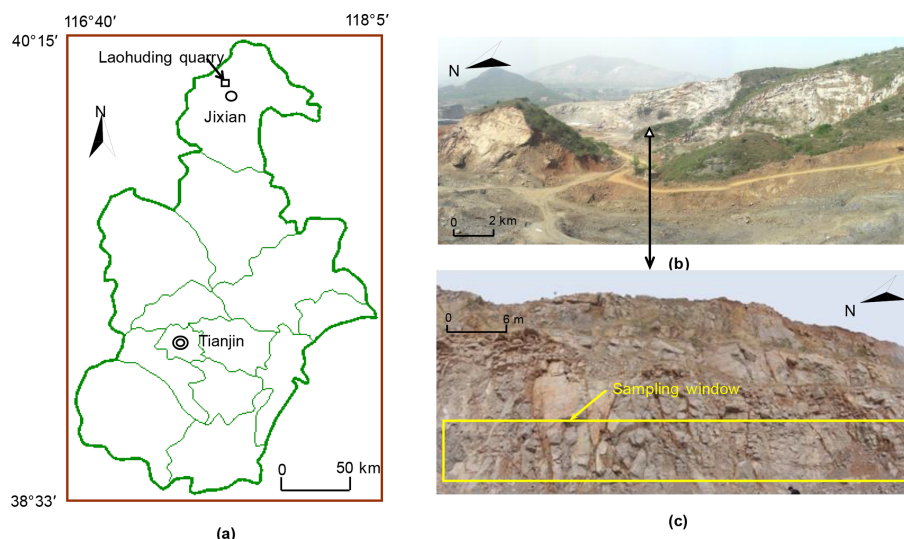 116°40′
118°5′
40°15′
Laohuding quarry
N
Jixian
Tianjin
0
50 km
38°33′
(a)
N
0
2 km
(b)
N
0
6 m
Sampling window
(c)